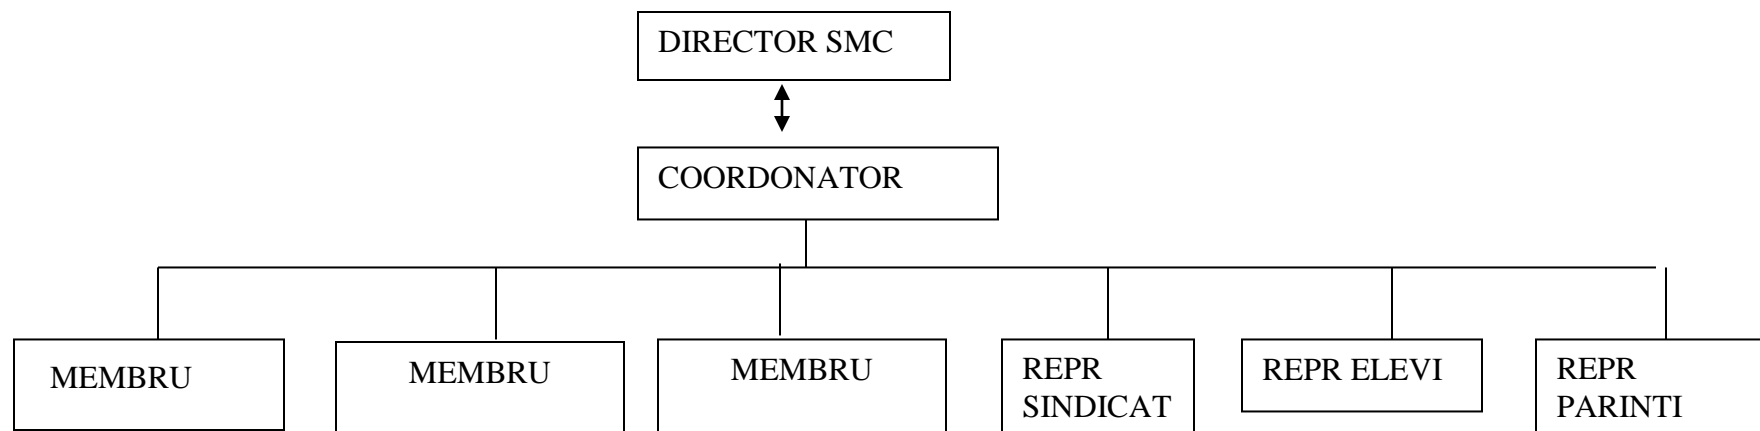 DIRECTOR SMC
COORDONATOR
MEMBRU
MEMBRU
MEMBRU
REPR
SINDICAT
REPR ELEVI
REPR
PARINTI